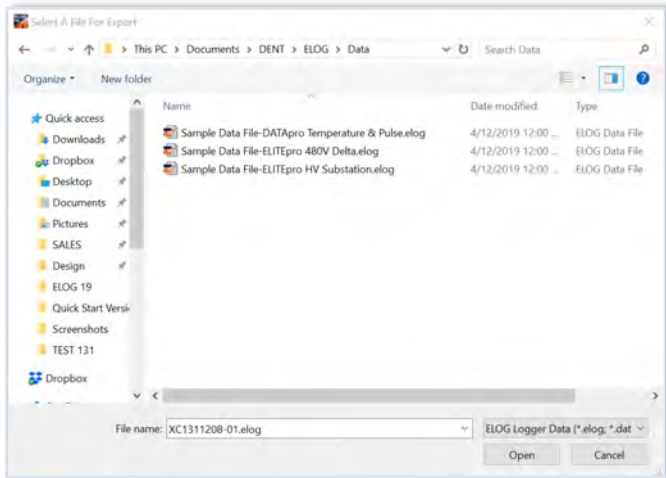 Select A File For Export
This PC > Documents > DENT > ELOG > Data
Search Data
Organize
New folder
Name
Date modified
Type
Quick access
Downloads
Dropbox
Desktop
Documents
Pictures
SALES
Design
ELOG 19
Quick Start Versi
Screenshots
TEST 131
Dropbox
Sample Data File-DATApro Temperature & Pulse.elog 4/12/2019 12:00 ... ELOG Data File
Sample Data File-ELITEpro 480V Delta.elog 4/12/2019 12:00 ... ELOG Data File
Sample Data File-ELITEpro HV Substation.elog 4/12/2019 12:00 ... ELOG Data File
File name: XC1311208-01.elog
ELOG Logger Data (*.elog; *.dat
Open
Cancel